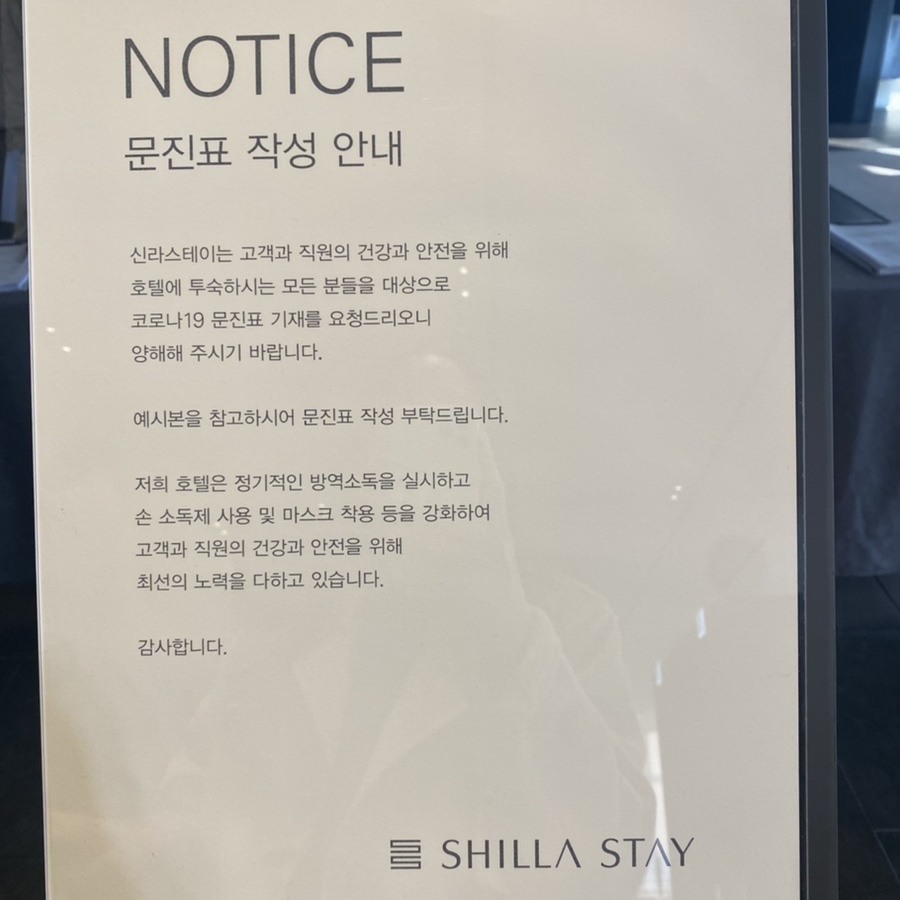 NOTICE
문진표 작성 안내
신라스테이는 고객과 직원의 건강과 안전을 위해
호텔에 투숙하시는 모든 분들을 대상으로
코로나19 문진표 기재를 요청드리오니
양해해 주시기 바랍니다.
예시본을 참고하시어 문진표 작성 부탁드립니다.
저희 호텔은 정기적인 방역소독을 실시하고
손 소독제 사용 및 마스크 착용 등을 강화하여
고객과 직원의 건강과 안전을 위해
최선의 노력을 다하고 있습니다.
감사합니다.
SHILLA STAY